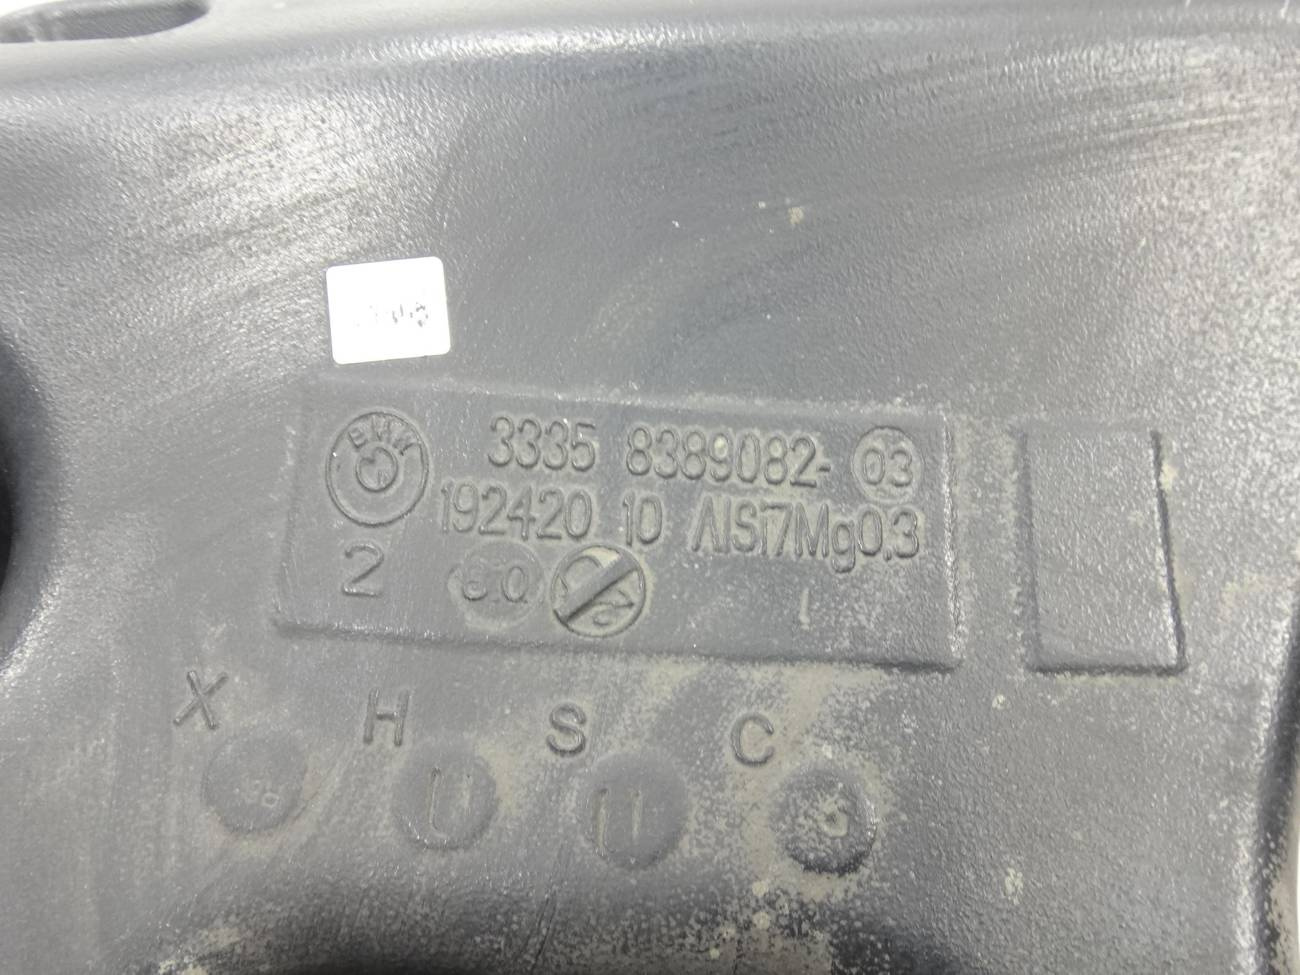 BMW
3335 8389082- 03
192420 10 AlSi7Mg0,3
2
X H S C